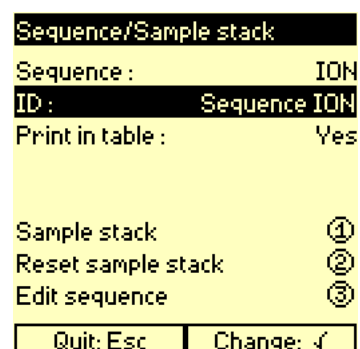 Sequence/Sample stack
Sequence : ION
ID : Sequence ION
Print in table : Yes
Sample stack ①
Reset sample stack ②
Edit sequence ③
Quit: Esc Change: √